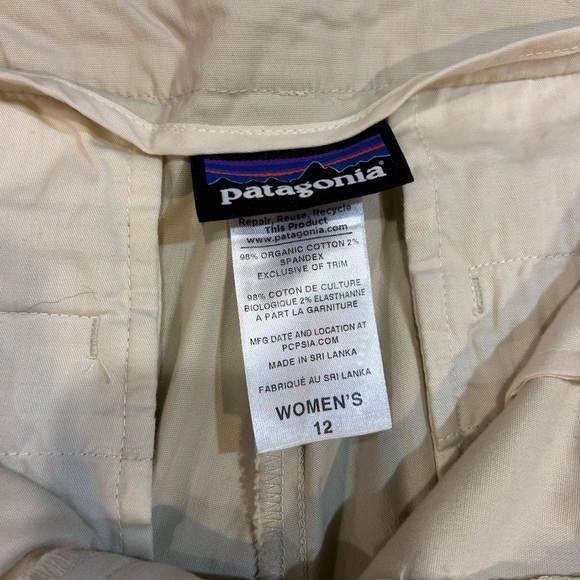 patagonia
Repair, Reuse, Recycle
This Product
www.patagonia.com
98% ORGANIC COTTON 2%
SPANDEX
EXCLUSIVE OF TRIM
98% COTON DE CULTURE
BIOLOGIQUE 2% ELASTHANNE
A PART LA GARNITURE
MFG DATE AND LOCATION AT
PCPSIA.COM
MADE IN SRI LANKA
FABRIQUÉ AU SRI LANKA
WOMEN'S
12